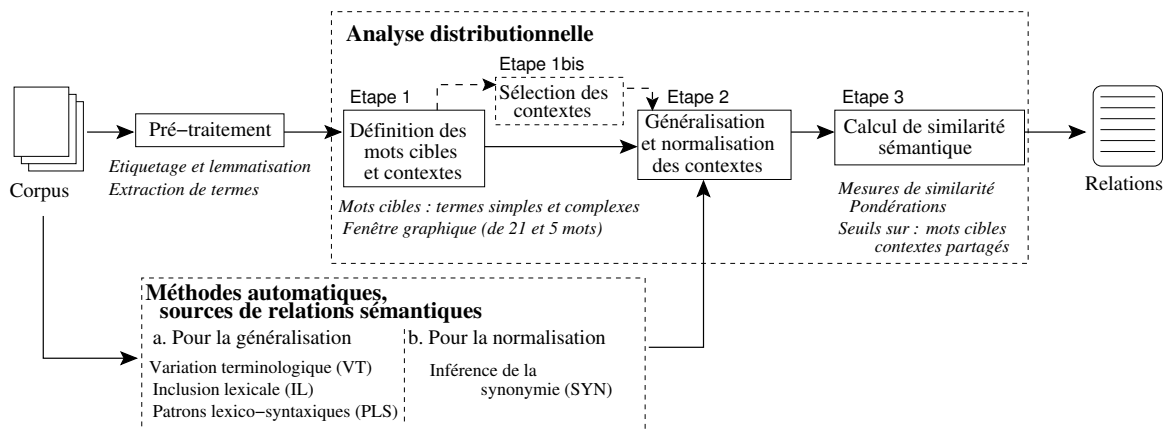 Analyse distributionnelle
Corpus
Pré−traitement
Etiquetage et lemmatisation
Extraction de termes
Etape 1
Définition des
mots cibles
et contextes
Mots cibles : termes simples et complexes
Fenêtre graphique (de 21 et 5 mots)
Etape 1bis
Sélection des
contextes
Etape 2
Généralisation
et normalisation
des contextes
Etape 3
Calcul de similarité
sémantique
Mesures de similarité
Pondérations
Seuils sur : mots cibles
contextes partagés
Relations
Méthodes automatiques,
sources de relations sémantiques
a. Pour la généralisation
Variation terminologique (VT)
Inclusion lexicale (IL)
Patrons lexico−syntaxiques (PLS)
b. Pour la normalisation
Inférence de la
synonymie (SYN)